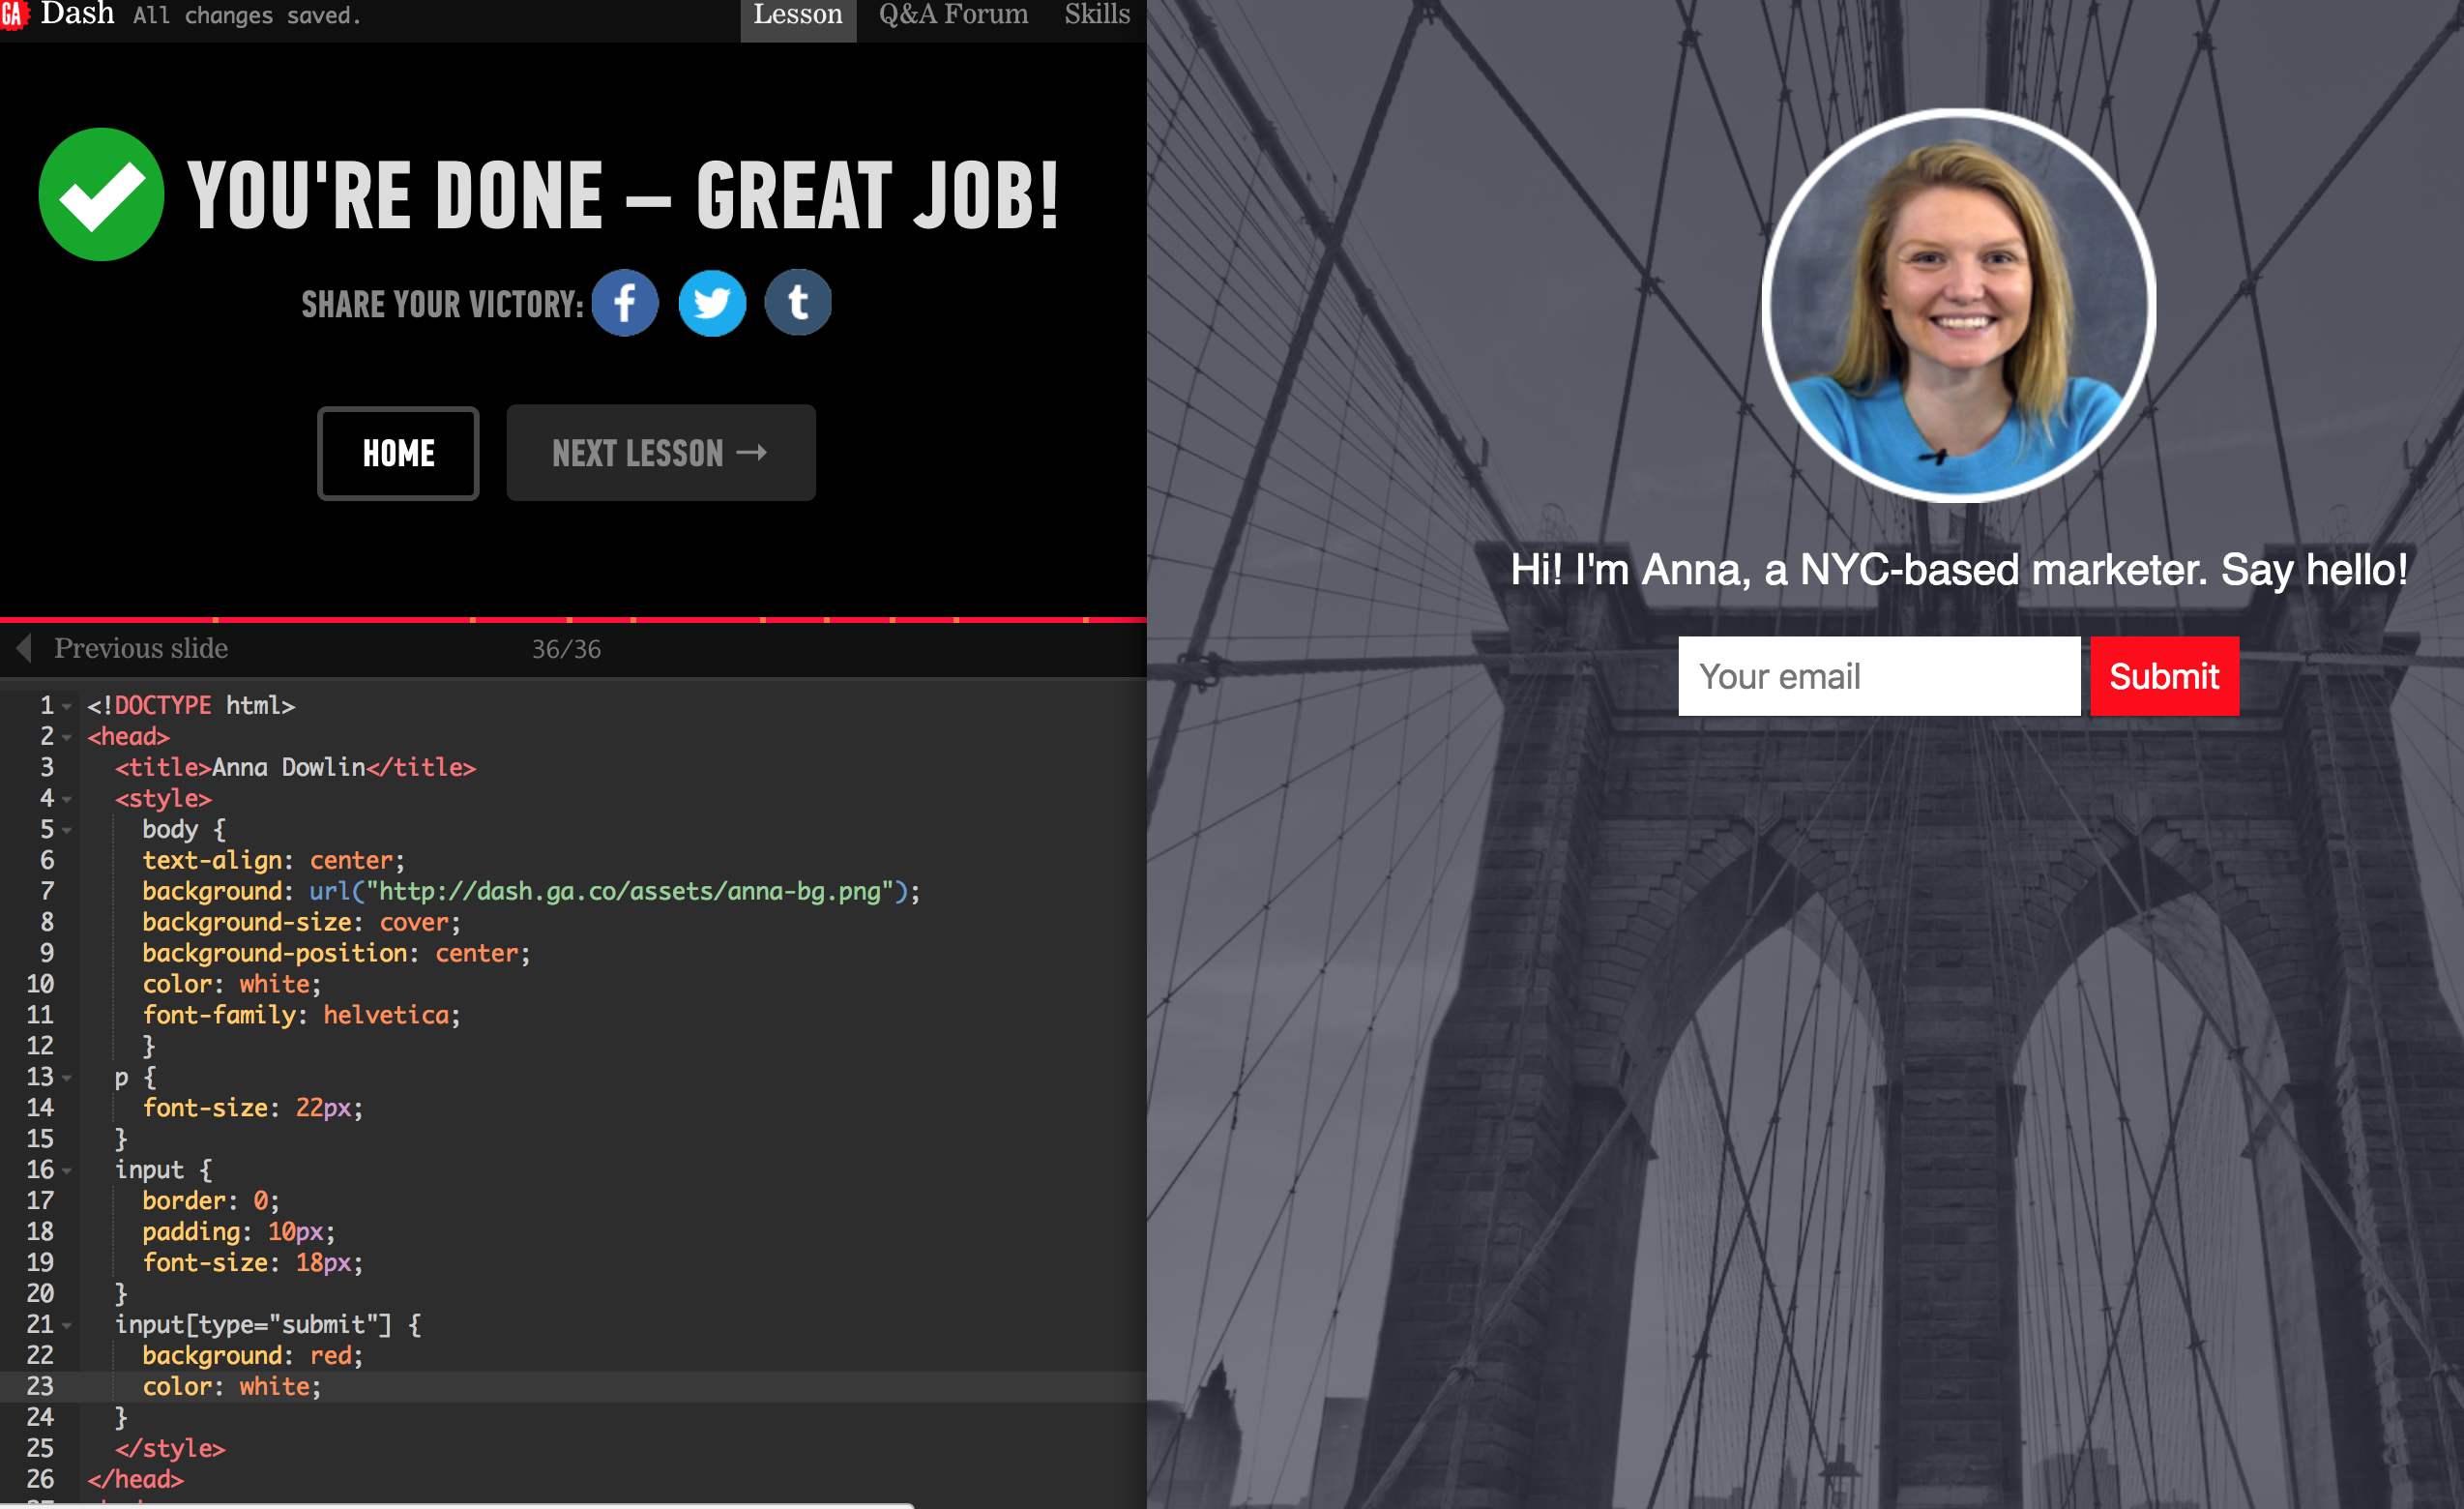 GA Dash All changes saved. Lesson Q&A Forum Skills
YOU'RE DONE – GREAT JOB!
SHARE YOUR VICTORY: f t
HOME NEXT LESSON →
Previous slide 36/36
1 <!DOCTYPE html>
2 <head>
3 <title>Anna Dowlin</title>
4 <style>
5 body {
6 text-align: center;
7 background: url("http://dash.ga.co/assets/anna-bg.png");
8 background-size: cover;
9 background-position: center;
10 color: white;
11 font-family: helvetica;
12 }
13 p {
14 font-size: 22px;
15 }
16 input {
17 border: 0;
18 padding: 10px;
19 font-size: 18px;
20 }
21 input[type="submit"] {
22 background: red;
23 color: white;
24 }
25 </style>
26 </head>
Hi! I'm Anna, a NYC-based marketer. Say hello!
Your email Submit